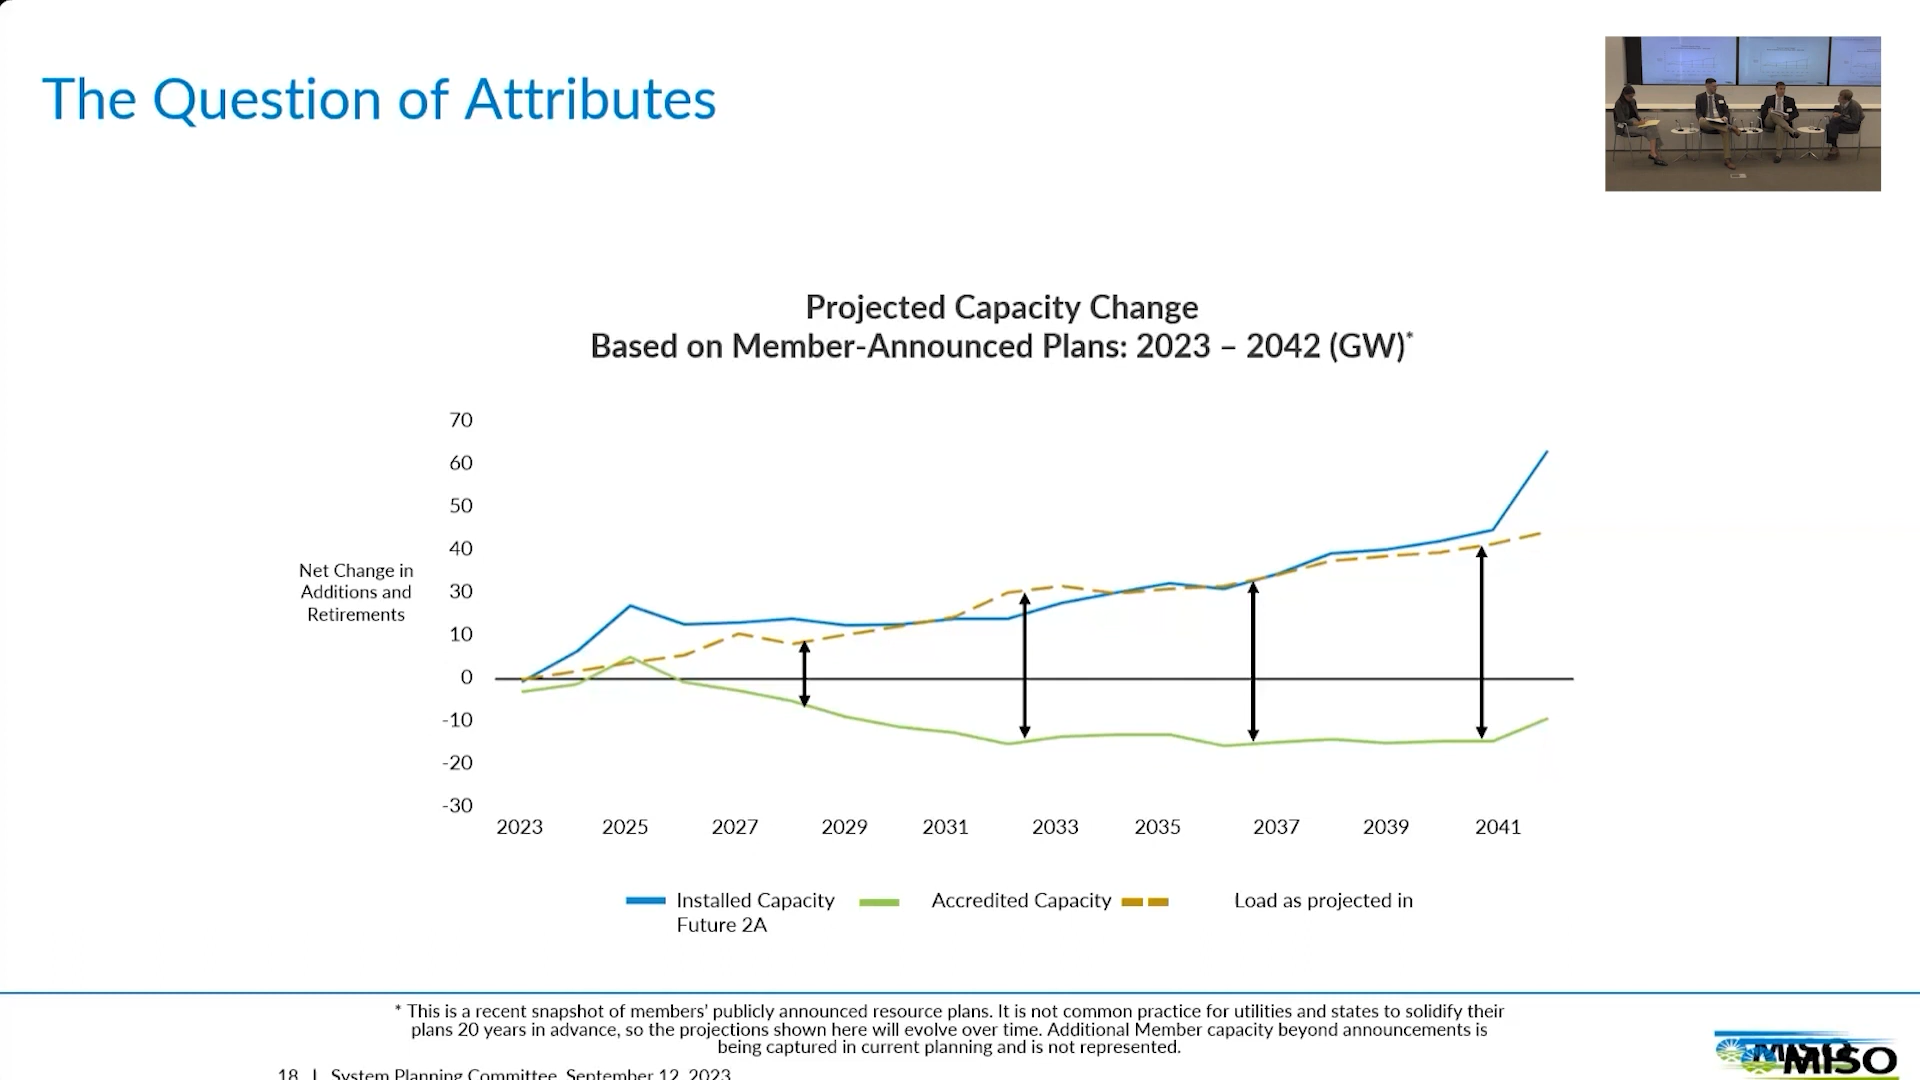 The Question of Attributes
Projected Capacity Change
Based on Member-Announced Plans: 2023 – 2042 (GW)*
70
60
50
40
30
10
0
-10
-20
-30
Net Change in
Additions and
Retirements
2023 2025 2027 2029 2031 2033 2035 2037 2039 2041
Installed Capacity Accredited Capacity Load as projected in
Future 2A
* This is a recent snapshot of members’ publicly announced resource plans. It is not common practice for utilities and states to solidify their
plans 20 years in advance, so the projections shown here will evolve over time. Additional Member capacity beyond announcements is
being captured in current planning and is not represented.
MISO
18 | System Planning Committee, September 12, 2023